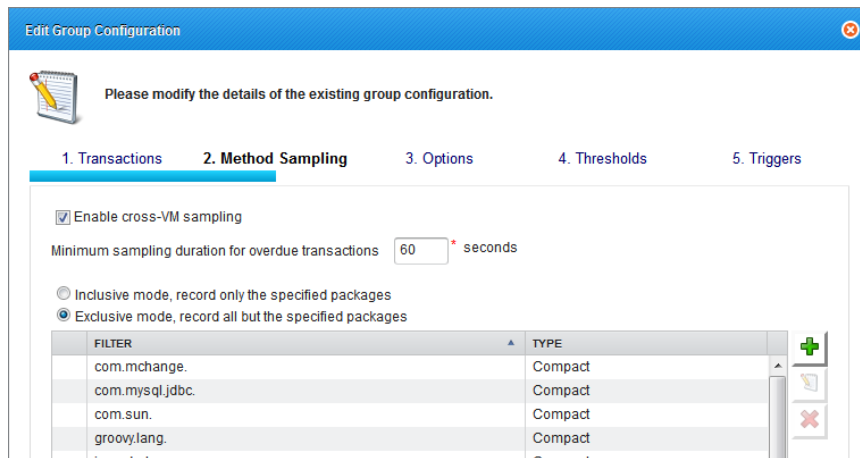 Edit Group Configuration
Please modify the details of the existing group configuration.
1. Transactions 2. Method Sampling 3. Options 4. Thresholds 5. Triggers
Enable cross-VM sampling
Minimum sampling duration for overdue transactions 60 * seconds
Inclusive mode, record only the specified packages
Exclusive mode, record all but the specified packages
FILTER TYPE
com.mchange. Compact
com.mysql.jdbc. Compact
com.sun. Compact
groovy.lang. Compact